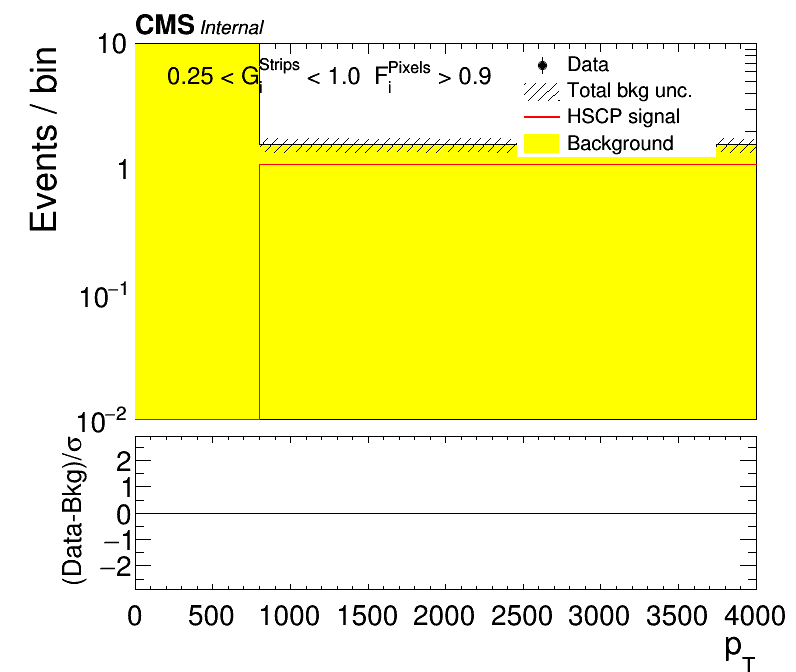 CMS Internal
10
0.25 < G_i^Strips < 1.0 F_i^Pixels > 0.9
Data
Total bkg unc.
HSCP signal
Background
Events / bin
1
10^−1
10^−2
(Data-Bkg)/σ
2
1
0
−1
−2
0 500 1000 1500 2000 2500 3000 3500 4000
p_T